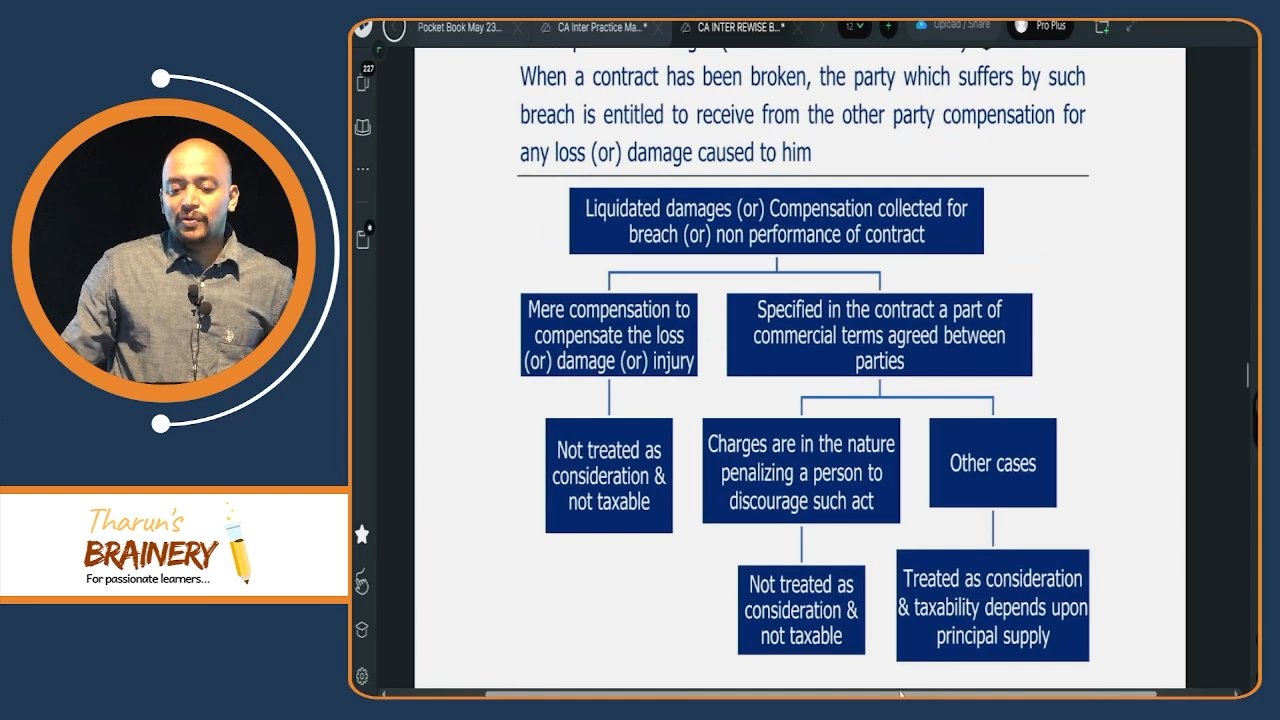 Pocket Book May 23...
CA Inter Practice Ma...*
CA INTER REWISE B...*
12
Upload / Share
Pro Plus
227
When a contract has been broken, the party which suffers by such
breach is entitled to receive from the other party compensation for
any loss (or) damage caused to him
Liquidated damages (or) Compensation collected for
breach (or) non performance of contract
Mere compensation to
compensate the loss
(or) damage (or) injury
Specified in the contract a part of
commercial terms agreed between
parties
Not treated as
consideration &
not taxable
Charges are in the nature
penalizing a person to
discourage such act
Other cases
Not treated as
consideration &
not taxable
Treated as consideration
& taxability depends upon
principal supply
Tharun's
BRAINERY
For passionate learners...